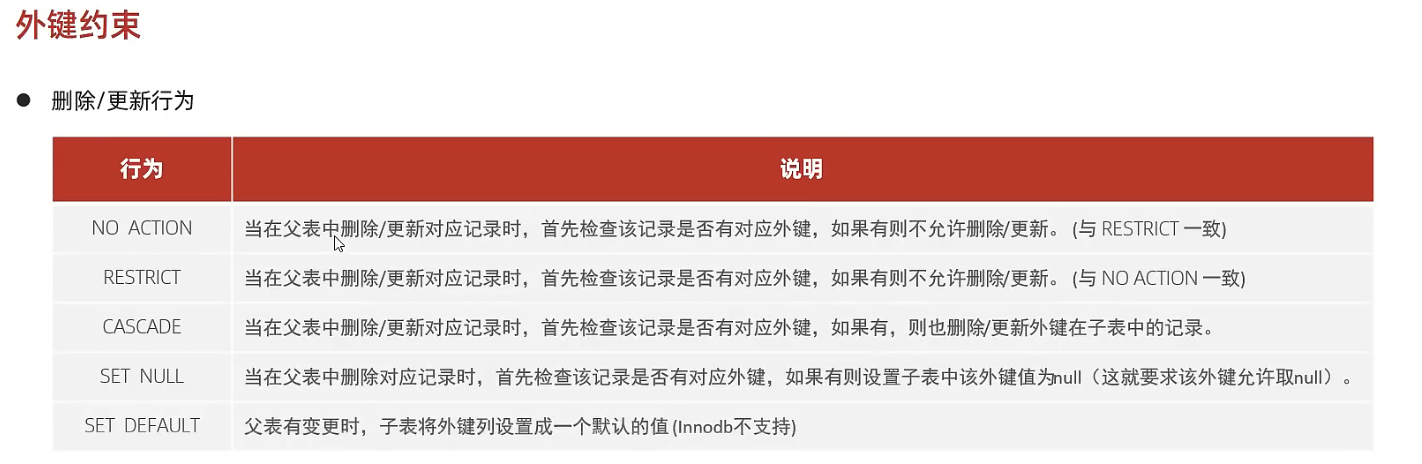 外键约束
● 删除/更新行为
行为 说明
NO ACTION 当在父表中删除/更新对应记录时，首先检查该记录是否有对应外键，如果有则不允许删除/更新。 (与 RESTRICT 一致)
RESTRICT 当在父表中删除/更新对应记录时，首先检查该记录是否有对应外键，如果有则不允许删除/更新。 (与 NO ACTION 一致)
CASCADE 当在父表中删除/更新对应记录时，首先检查该记录是否有对应外键，如果有，则也删除/更新外键在子表中的记录。
SET NULL 当在父表中删除对应记录时，首先检查该记录是否有对应外键，如果有则设置子表中该外键值为null（这就要求该外键允许取null）。
SET DEFAULT 父表有变更时，子表将外键列设置成一个默认的值 (Innodb不支持)